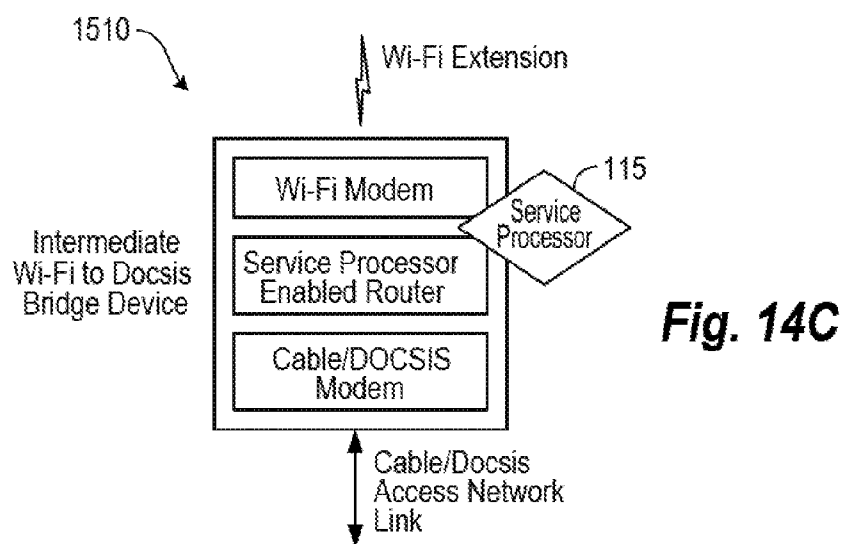 1510
Wi-Fi Extension
115
Wi-Fi Modem
Service
Processor
Intermediate
Wi-Fi to Docsis
Bridge Device
Service Processor
Enabled Router
Fig. 14C
Cable/DOCSIS
Modem
Cable/Docsis
Access Network
Link